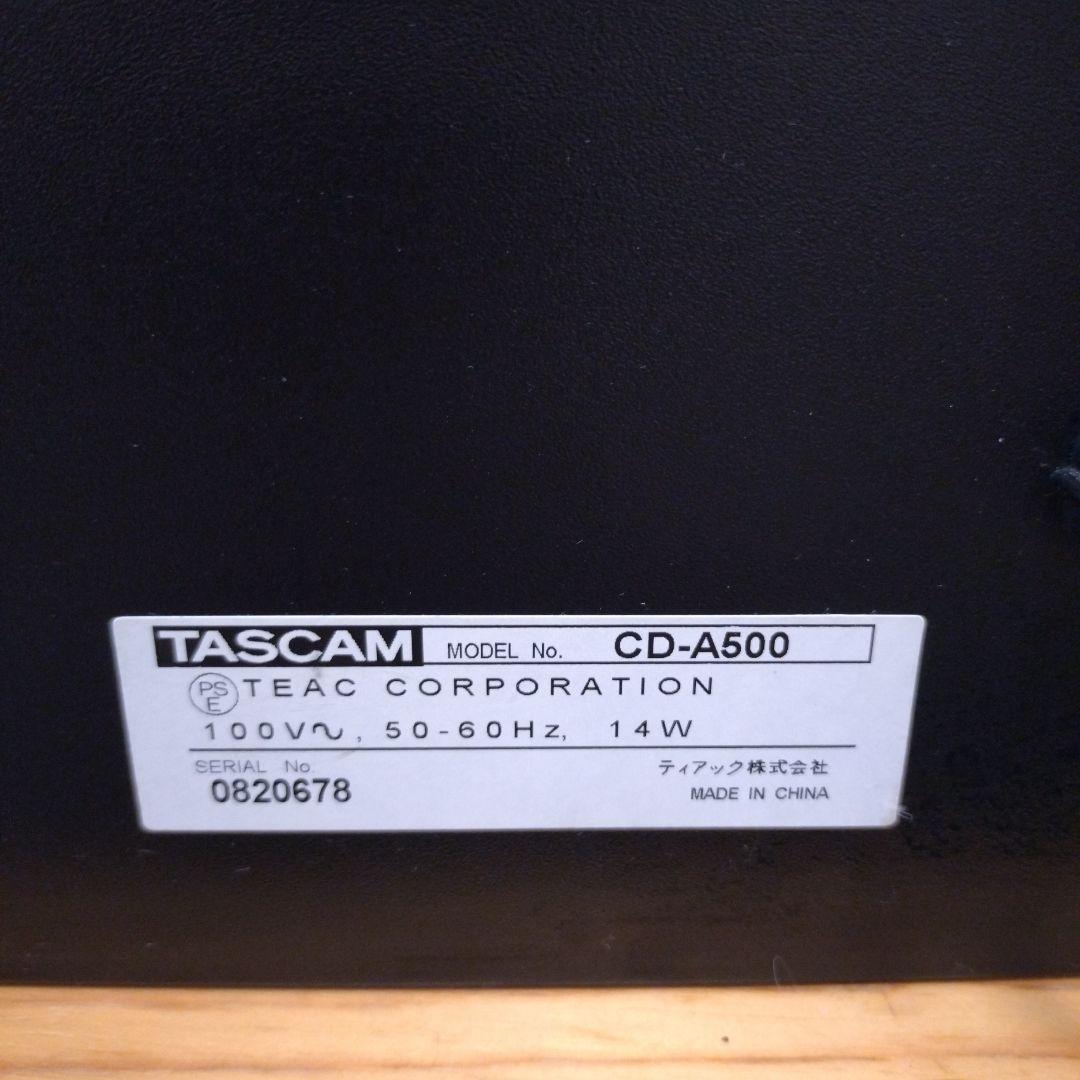 TASCAM MODEL No. CD-A500
PS E TEAC CORPORATION
100V〜, 50-60Hz, 14W
SERIAL No. ティアック株式会社
0820678 MADE IN CHINA